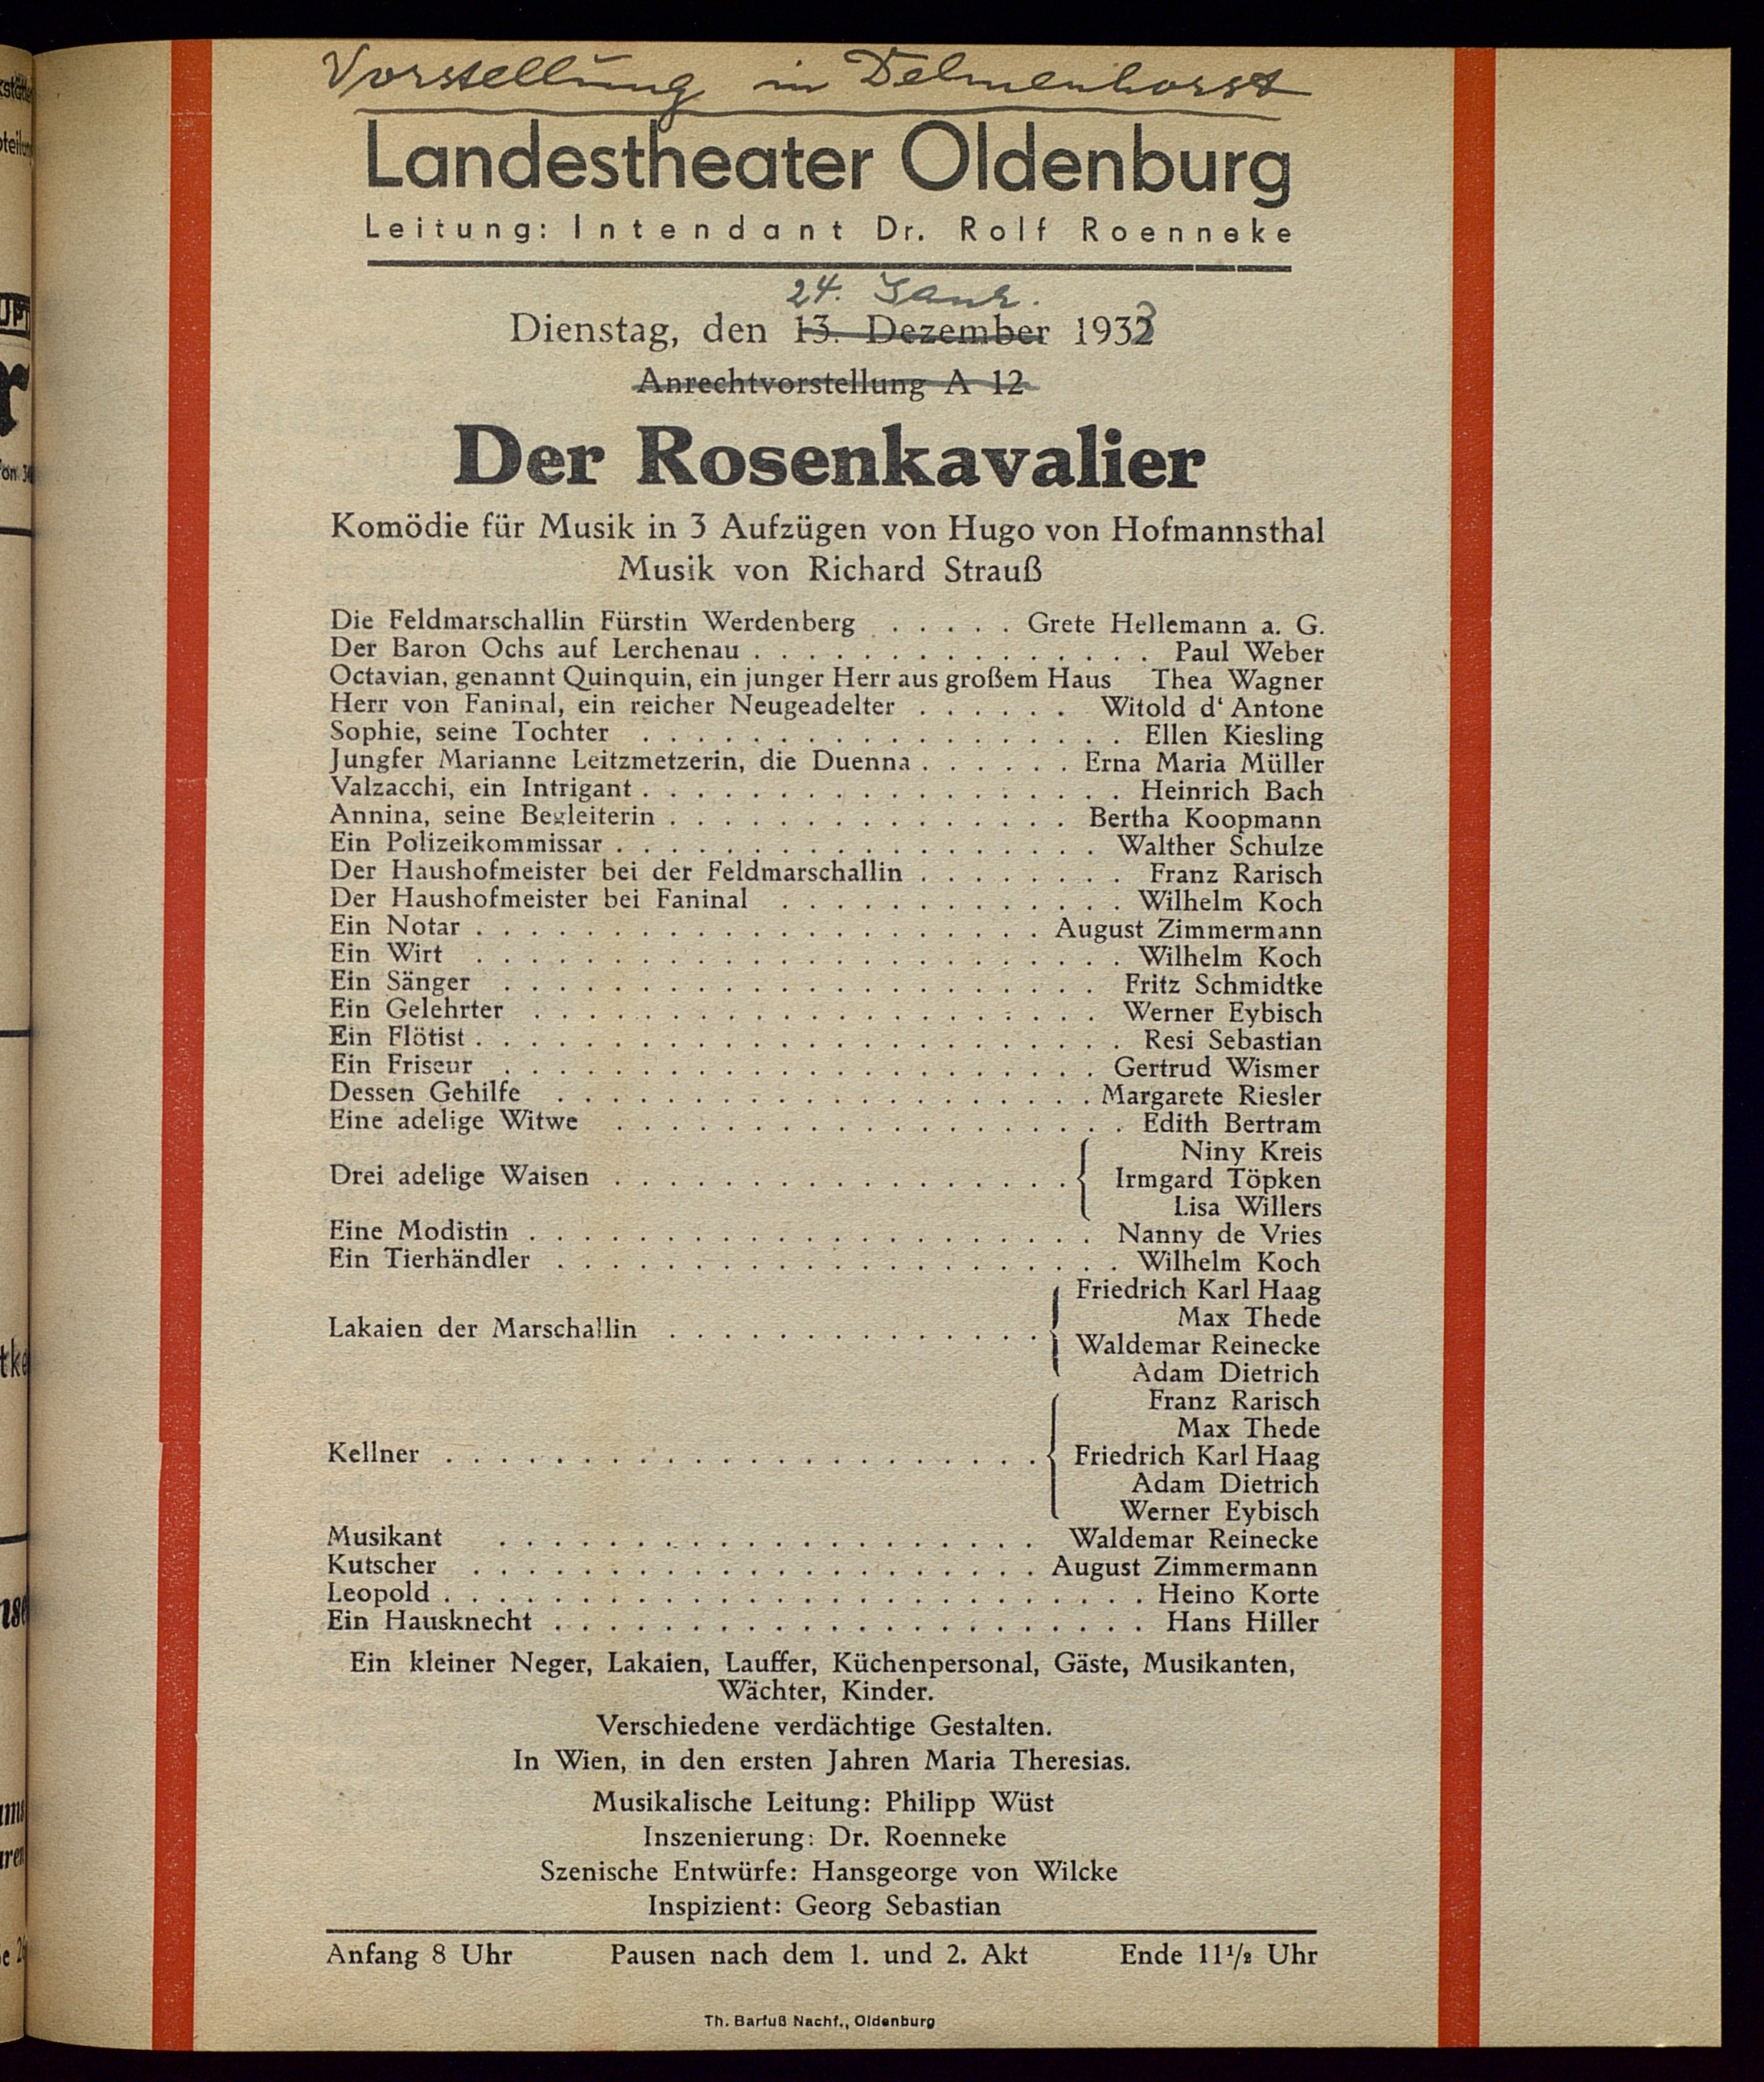 Vorstellung in Delmenhorst
Landestheater Oldenburg
Leitung: Intendant Dr. Rolf Roenneke
24. Janr.
Dienstag, den 13. Dezember 1933
Anrechtvorstellung A 12
Der Rosenkavalier
Komödie für Musik in 3 Aufzügen von Hugo von Hofmannsthal
Musik von Richard Strauß
Die Feldmarschallin Fürstin Werdenberg . . . . . Grete Hellemann a. G.
Der Baron Ochs auf Lerchenau . . . . . . . . . . . . . . . Paul Weber
Octavian, genannt Quinquin, ein junger Herr aus großem Haus Thea Wagner
Herr von Faninal, ein reicher Neugeadelter . . . . . . Witold d' Antone
Sophie, seine Tochter . . . . . . . . . . . . . . . . . . Ellen Kiesling
Jungfer Marianne Leitzmetzerin, die Duenna . . . . . . Erna Maria Müller
Valzacchi, ein Intrigant . . . . . . . . . . . . . . . . . . Heinrich Bach
Annina, seine Begleiterin . . . . . . . . . . . . . . . Bertha Koopmann
Ein Polizeikommissar . . . . . . . . . . . . . . . . . . Walther Schulze
Der Haushofmeister bei der Feldmarschallin . . . . . . . . Franz Rarisch
Der Haushofmeister bei Faninal . . . . . . . . . . . . . Wilhelm Koch
Ein Notar . . . . . . . . . . . . . . . . . . . . . August Zimmermann
Ein Wirt . . . . . . . . . . . . . . . . . . . . . . . . Wilhelm Koch
Ein Sänger . . . . . . . . . . . . . . . . . . . . . . Fritz Schmidtke
Ein Gelehrter . . . . . . . . . . . . . . . . . . . . . Werner Eybisch
Ein Flötist . . . . . . . . . . . . . . . . . . . . . . . . Resi Sebastian
Ein Friseur . . . . . . . . . . . . . . . . . . . . . . Gertrud Wismer
Dessen Gehilfe . . . . . . . . . . . . . . . . . . . . Margarete Riesler
Eine adelige Witwe . . . . . . . . . . . . . . . . . . . Edith Bertram
Niny Kreis
Drei adelige Waisen . . . . . . . . . . . . . . . . . Irmgard Töpken
Lisa Willers
Eine Modistin . . . . . . . . . . . . . . . . . . . . . Nanny de Vries
Ein Tierhändler . . . . . . . . . . . . . . . . . . . . . Wilhelm Koch
Friedrich Karl Haag
Max Thede
Lakaien der Marschallin . . . . . . . . . . . . . .
Waldemar Reinecke
Adam Dietrich
Franz Rarisch
Max Thede
Kellner . . . . . . . . . . . . . . . . . . . . . . Friedrich Karl Haag
Adam Dietrich
Werner Eybisch
Musikant . . . . . . . . . . . . . . . . . . . . Waldemar Reinecke
Kutscher . . . . . . . . . . . . . . . . . . . . . August Zimmermann
Leopold . . . . . . . . . . . . . . . . . . . . . . . . . . Heino Korte
Ein Hausknecht . . . . . . . . . . . . . . . . . . . . . . Hans Hiller
Ein kleiner Neger, Lakaien, Lauffer, Küchenpersonal, Gäste, Musikanten,
Wächter, Kinder.
Verschiedene verdächtige Gestalten.
In Wien, in den ersten Jahren Maria Theresias.
Musikalische Leitung: Philipp Wüst
Inszenierung: Dr. Roenneke
Szenische Entwürfe: Hansgeorge von Wilcke
Inspizient: Georg Sebastian
Anfang 8 Uhr Pausen nach dem 1. und 2. Akt Ende 11½ Uhr
Th. Barfuß Nachf., Oldenburg